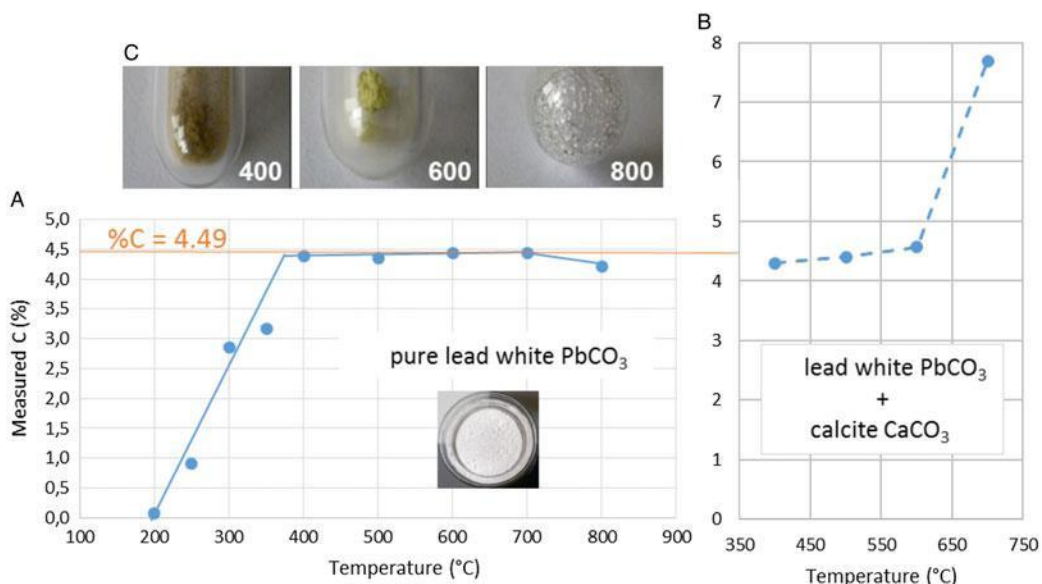 C
400
600
800
A
%C = 4.49
Measured C (%)
5,0
4,5
4,0
3,5
3,0
2,5
2,0
1,5
1,0
0,5
0,0
pure lead white PbCO₃
100 200 300 400 500 600 700 800 900
Temperature (°C)
B
8
7
6
5
4
3
2
1
0
lead white PbCO₃
+
calcite CaCO₃
350 450 550 650 750
Temperature (°C)